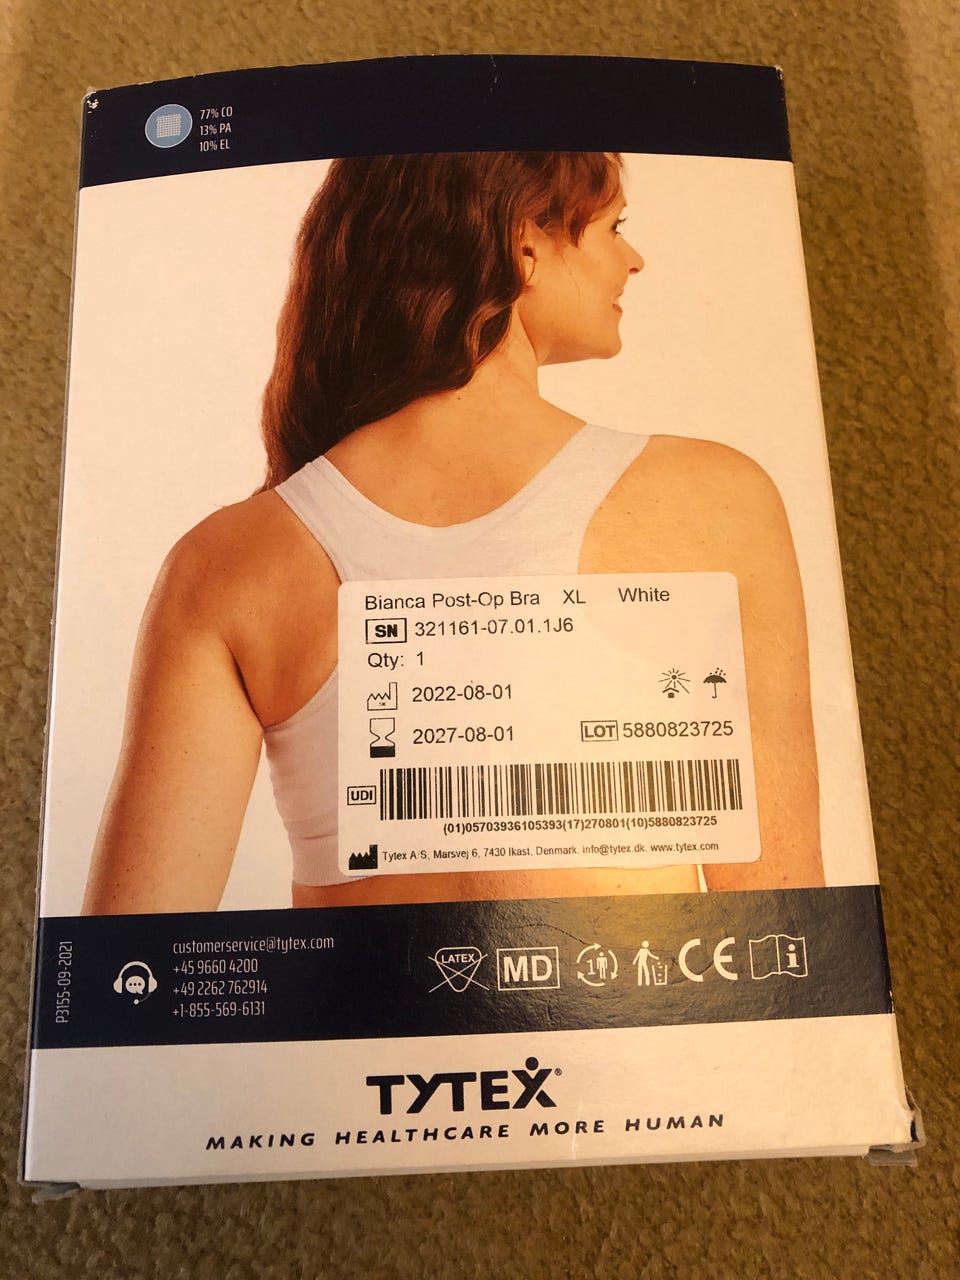 77% CO
13% PA
10% EL
Bianca Post-Op Bra XL White
SN 321161-07.01.1J6
Qty: 1
2022-08-01
2027-08-01 LOT 5880823725
UDI
(01)05703936105393(17)270801(10)5880823725
Tytex A/S, Marsvej 6, 7430 Ikast, Denmark, info@tytex.dk, www.tytex.com
P3155-09-2021
customerservice@tytex.com
+45 9660 4200
+49 2262 762914
+1-855-569-6131
LATEX MD 1 CE i
TYTEX®
MAKING HEALTHCARE MORE HUMAN